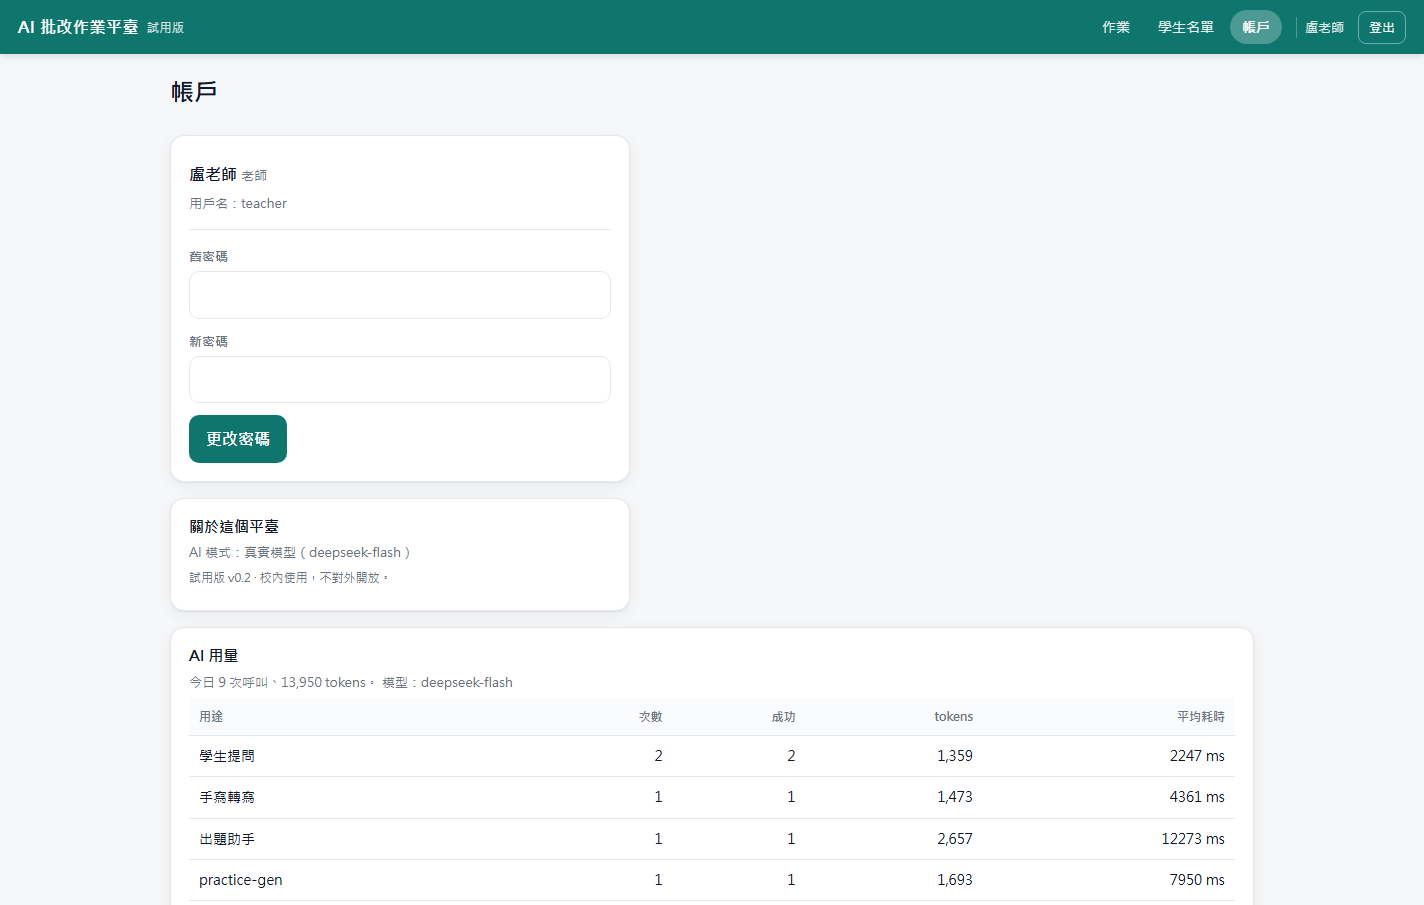 AI 批改作業平臺 試用版
作業 學生名單 帳戶 盧老師 登出
帳戶
盧老師 老師
用戶名：teacher
舊密碼
新密碼
更改密碼
關於這個平臺
AI 模式：真實模型（deepseek-flash）
試用版 v0.2 · 校內使用，不對外開放。
AI 用量
今日 9 次呼叫、13,950 tokens。 模型：deepseek-flash
用途 次數 成功 tokens 平均耗時
學生提問 2 2 1,359 2247 ms
手寫轉寫 1 1 1,473 4361 ms
出題助手 1 1 2,657 12273 ms
practice-gen 1 1 1,693 7950 ms